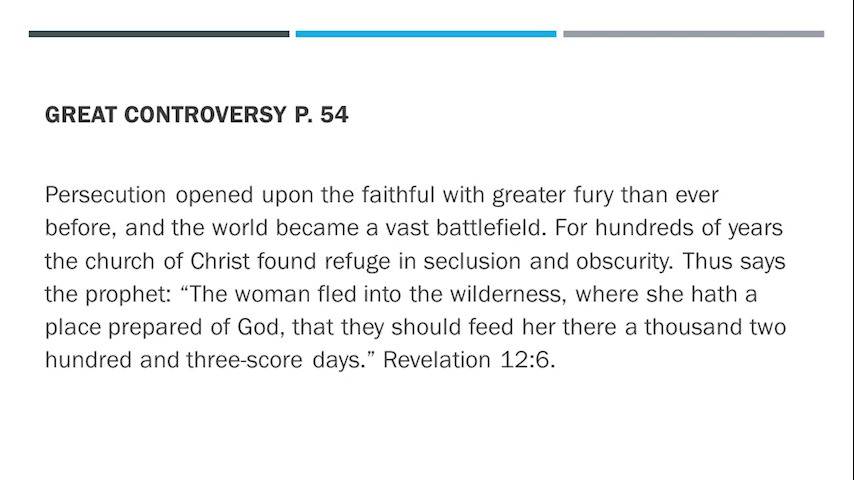 GREAT CONTROVERSY P. 54
Persecution opened upon the faithful with greater fury than ever
before, and the world became a vast battlefield. For hundreds of years
the church of Christ found refuge in seclusion and obscurity. Thus says
the prophet: “The woman fled into the wilderness, where she hath a
place prepared of God, that they should feed her there a thousand two
hundred and three-score days.” Revelation 12:6.